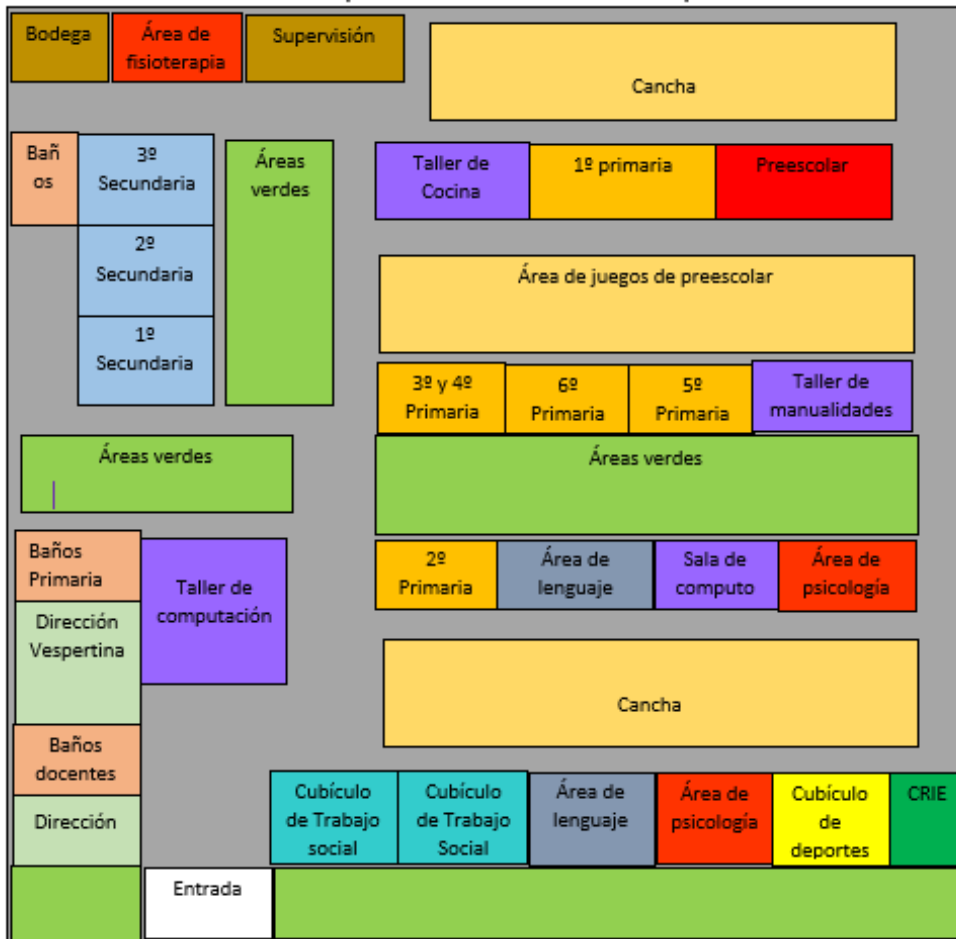 Bodega
Área de
fisioterapia
Supervisión
Cancha
Bañ
os
3º
Secundaria
Áreas
verdes
Taller de
Cocina
1º primaria
Preescolar
2º
Secundaria
Área de juegos de preescolar
1º
Secundaria
3º y 4º
Primaria
6º
Primaria
5º
Primaria
Taller de
manualidades
Áreas verdes
Áreas verdes
Baños
Primaria
Taller de
computación
2º
Primaria
Área de
lenguaje
Sala de
computo
Área de
psicología
Dirección
Vespertina
Cancha
Baños
docentes
Dirección
Cubículo
de Trabajo
social
Cubículo
de Trabajo
Social
Área de
lenguaje
Área de
psicología
Cubículo
de
deportes
CRIE
Entrada